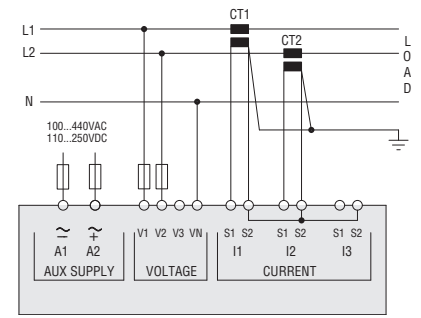 CT1
L1
L2
CT2
LOAD
N
100...440VAC
110...250VDC
V1 V2 V3 VN S1 S2 S1 S2 S1 S2
A1 A2 I1 I2 I3
AUX SUPPLY VOLTAGE CURRENT